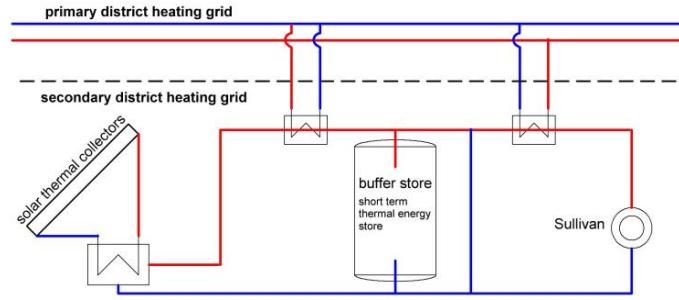 primary district heating grid
secondary district heating grid
solar thermal collectors
buffer store
short term
thermal energy
store
Sullivan